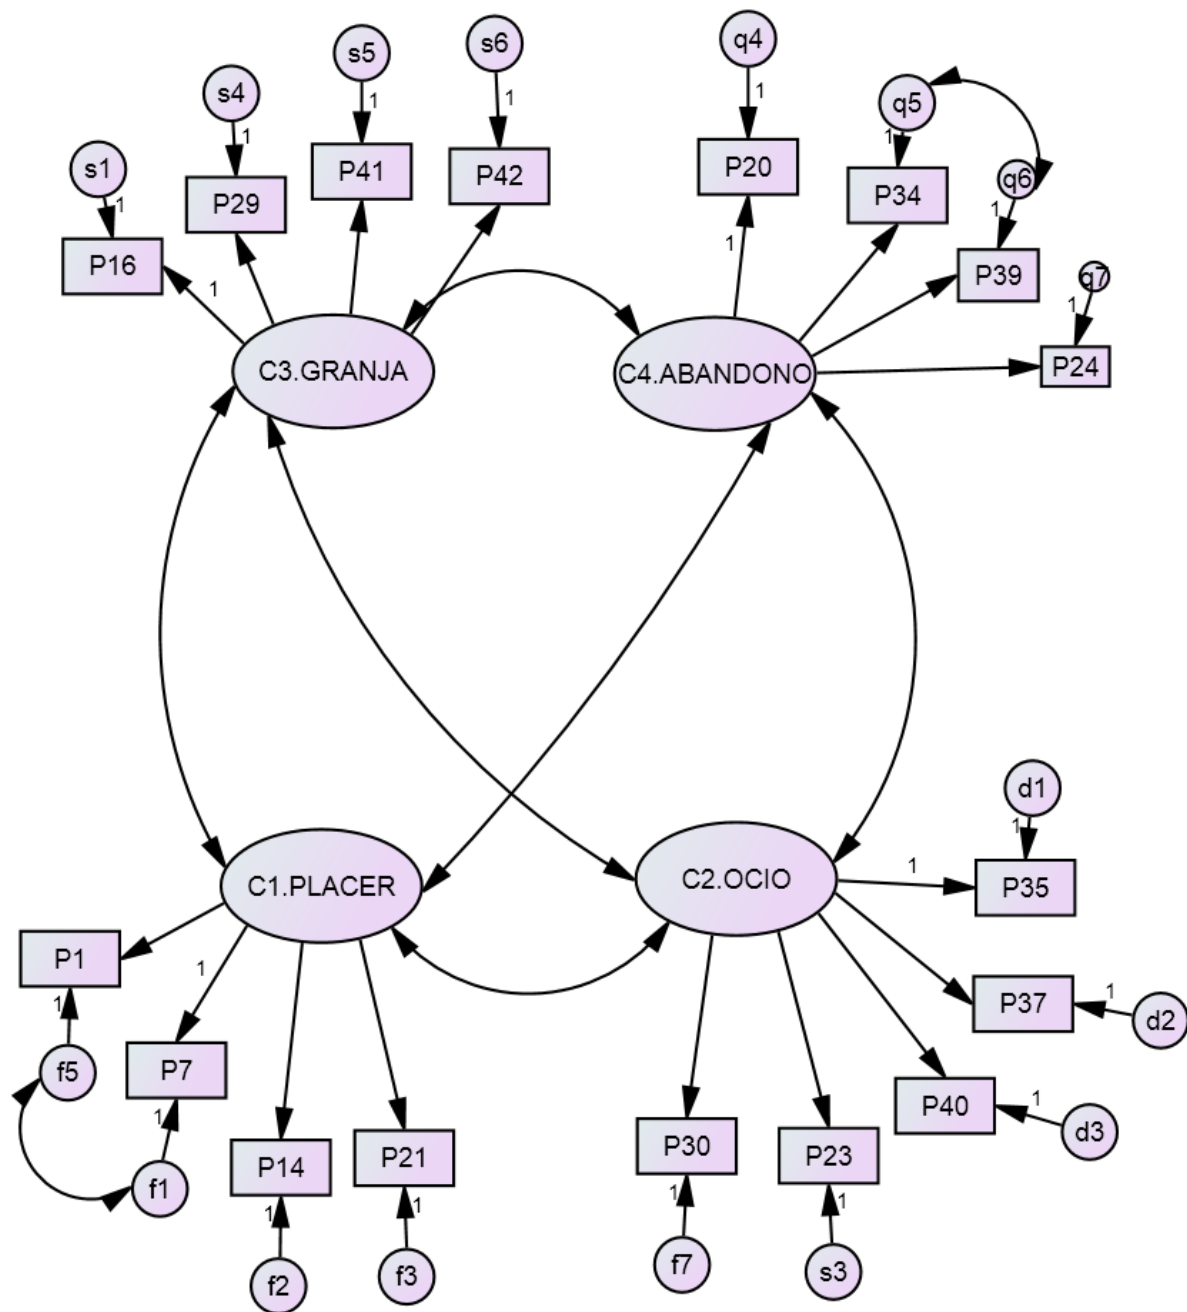 q4
s6
s5
s4
1
1
1
q5
1
s1
P20
P42
P41
1
1
P34
q6
P29
1
P16
1
1
P39
q7
1
1
C3.GRANJA
C4.ABANDONO
P24
d1
1
C2.OCIO
C1.PLACER
1
P35
P1
1
1
P37
1
d2
f5
P7
1
P40
1
d3
P30
P23
P14
P21
f1
1
1
1
1
f7
s3
f2
f3